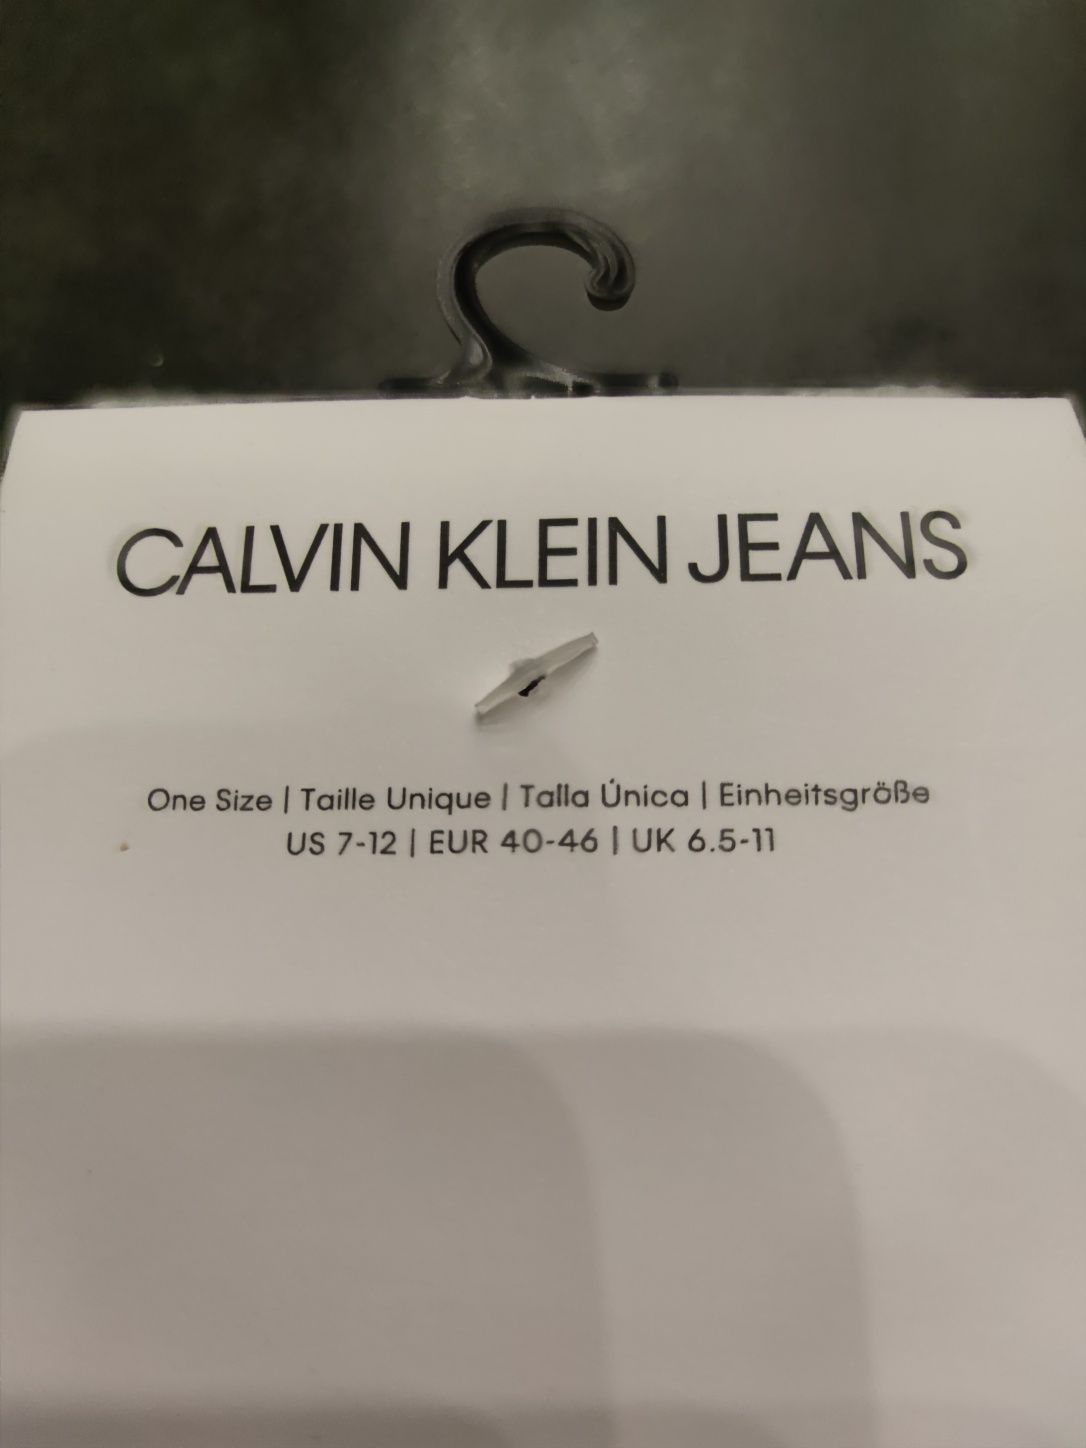 CALVIN KLEIN JEANS
One Size | Taille Unique | Talla Única | Einheitsgröße
US 7-12 | EUR 40-46 | UK 6.5-11